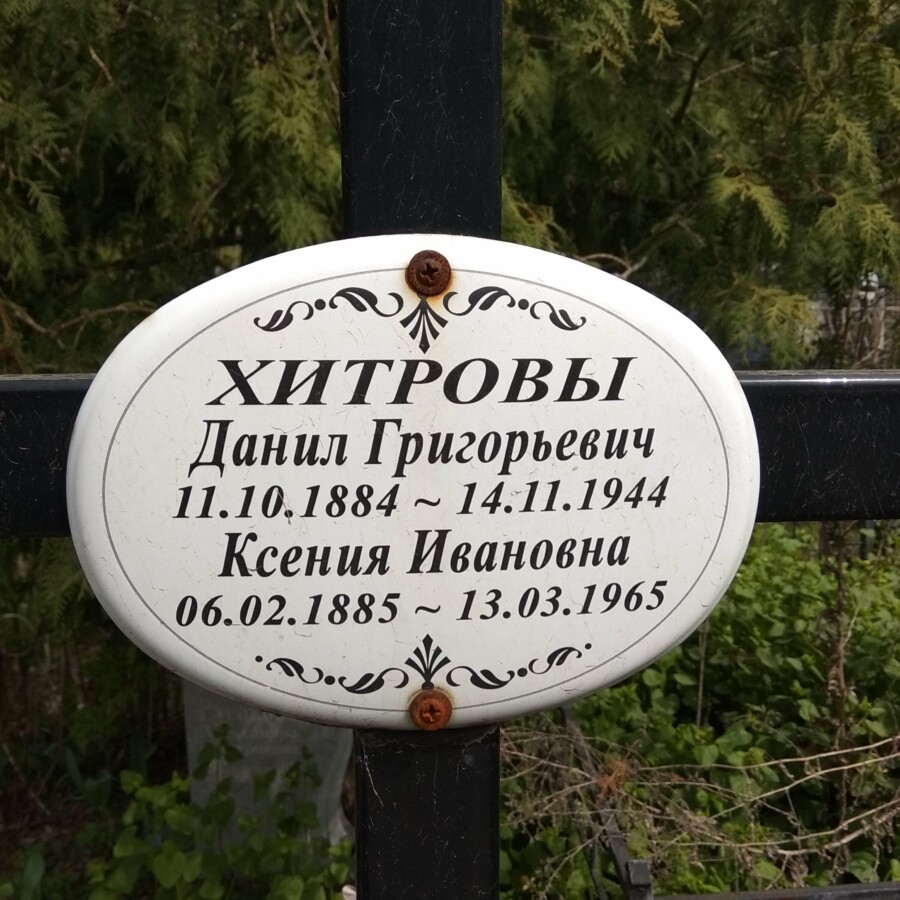 ХИТРОВЫ
Данил Григорьевич
11.10.1884 ~ 14.11.1944
Ксения Ивановна
06.02.1885 ~ 13.03.1965